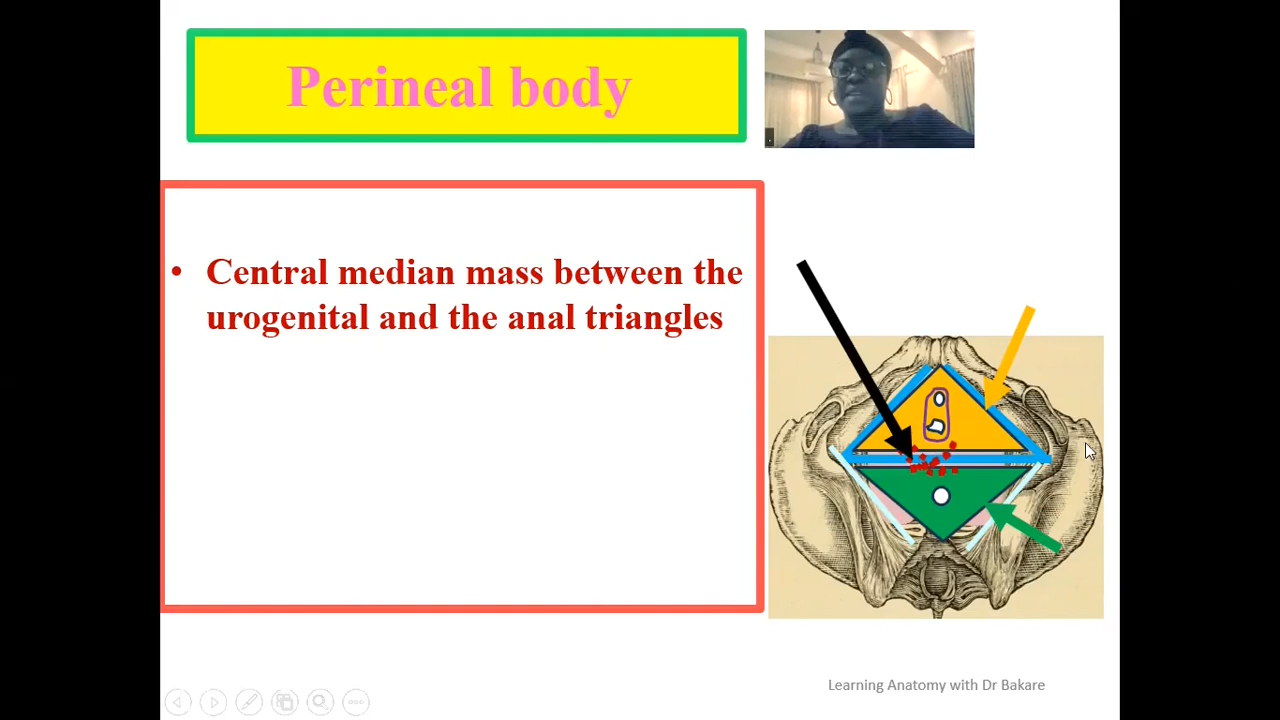 Perineal body
• Central median mass between the
urogenital and the anal triangles
Learning Anatomy with Dr Bakare